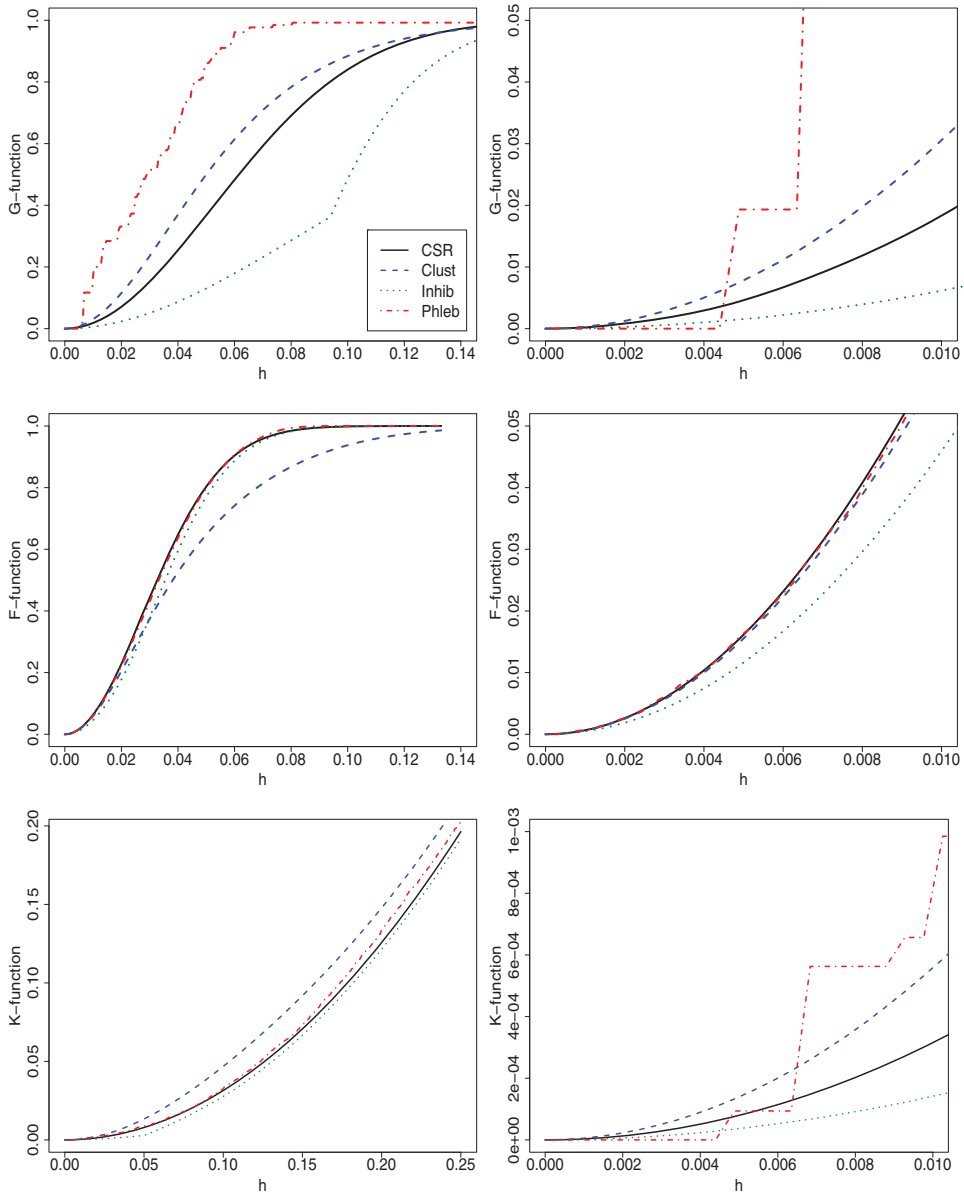 G−function
1.0
0.8
0.6
0.4
0.2
0.0
CSR
Clust
Inhib
Phleb
0.00 0.02 0.04 0.06 0.08 0.10 0.12 0.14
h
G−function
0.05
0.04
0.03
0.02
0.01
0.00
0.000 0.002 0.004 0.006 0.008 0.010
h
F−function
1.0
0.8
0.6
0.4
0.2
0.0
0.00 0.02 0.04 0.06 0.08 0.10 0.12 0.14
h
F−function
0.05
0.04
0.03
0.02
0.01
0.00
0.000 0.002 0.004 0.006 0.008 0.010
h
K−function
0.20
0.15
0.10
0.05
0.00
0.00 0.05 0.10 0.15 0.20 0.25
h
K−function
1e−03
8e−04
6e−04
4e−04
2e−04
0e+00
0.000 0.002 0.004 0.006 0.008 0.010
h